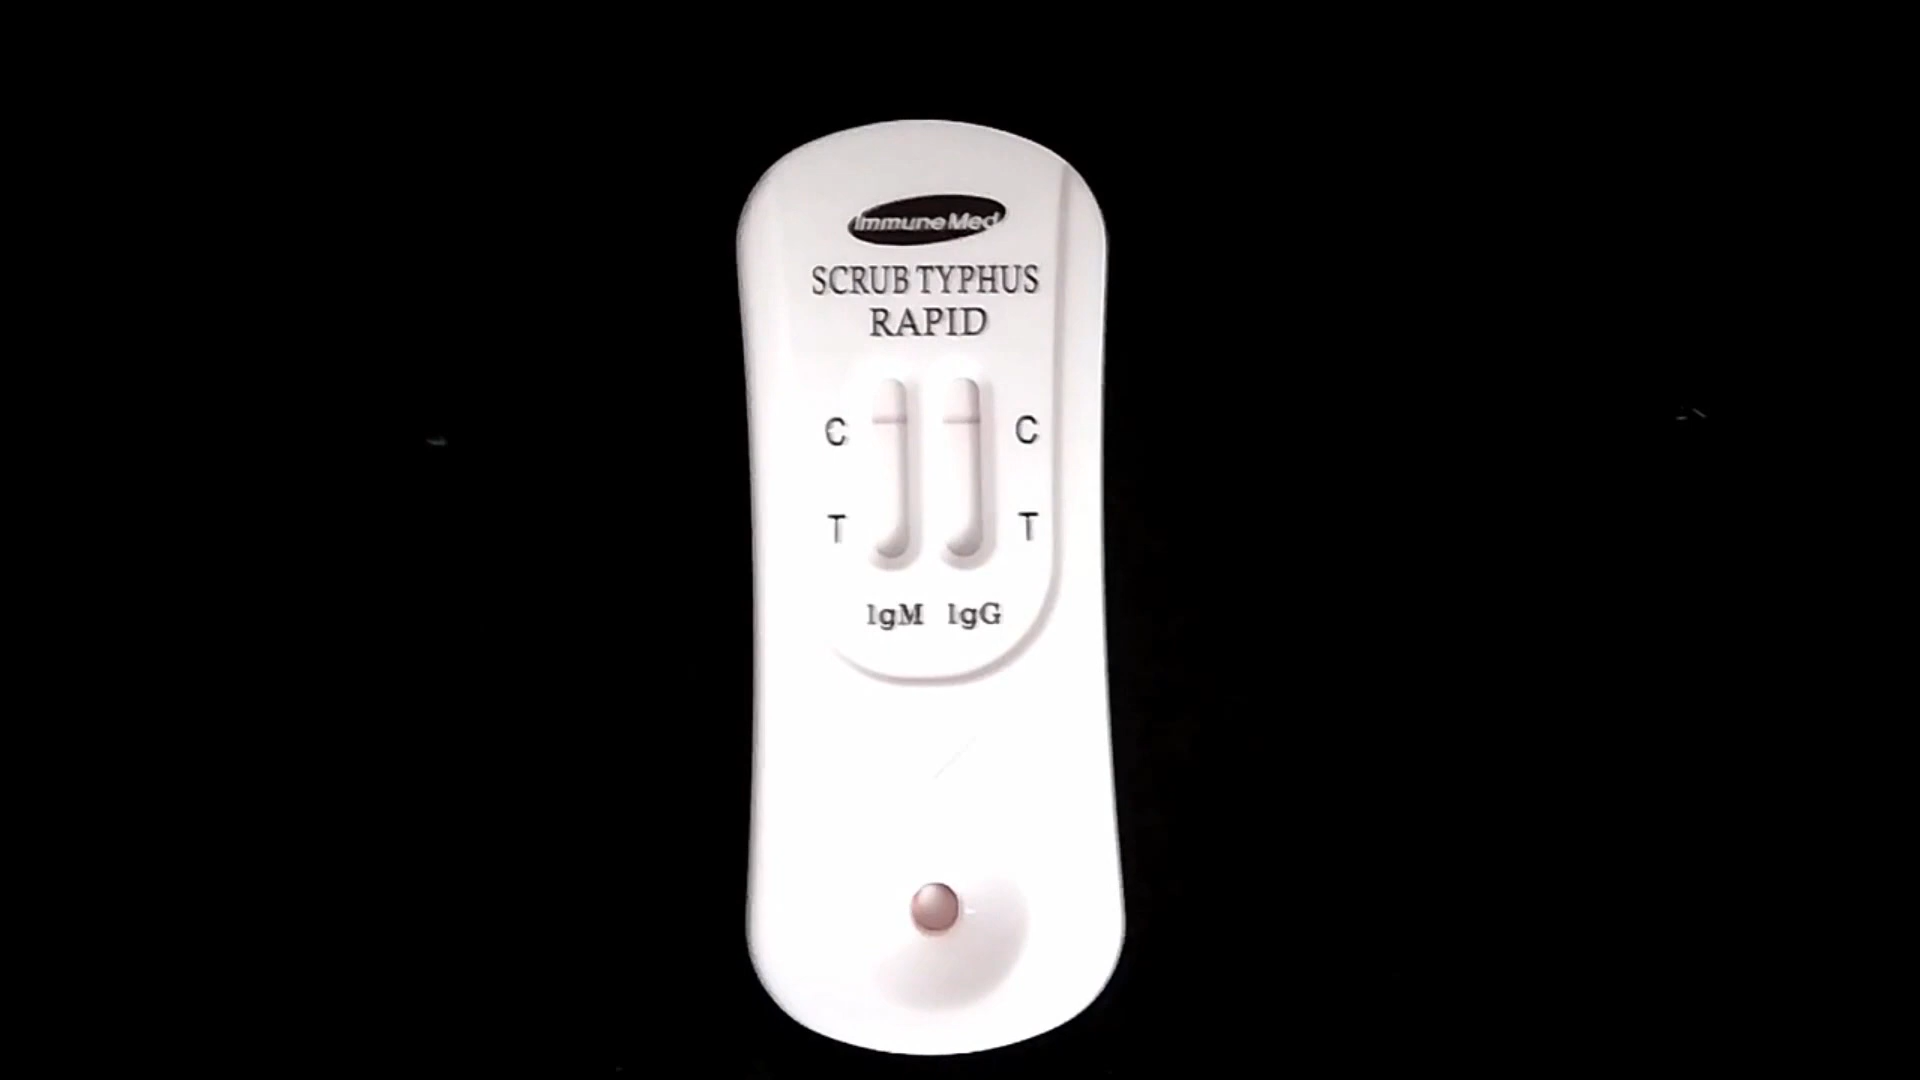 ImmuneMed
SCRUB TYPHUS
RAPID
C C
T T
IgM IgG